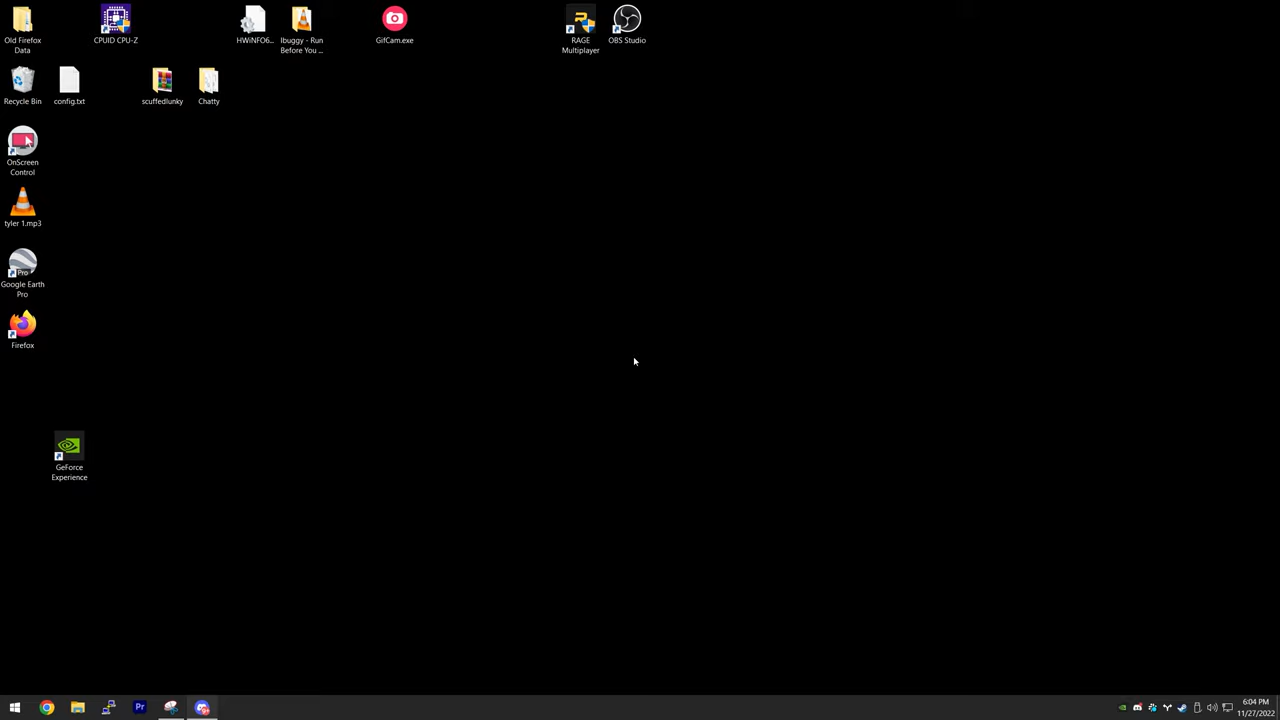 Old Firefox
Data
CPUID CPU-Z
HWiNFO6...
lbuggy - Run
Before You ...
GifCam.exe
RAGE
Multiplayer
OBS Studio
Recycle Bin
config.txt
scuffedlunky
Chatty
OnScreen
Control
tyler 1.mp3
Pro
Google Earth
Pro
Firefox
GeForce
Experience
Pr
6:04 PM
11/27/2022